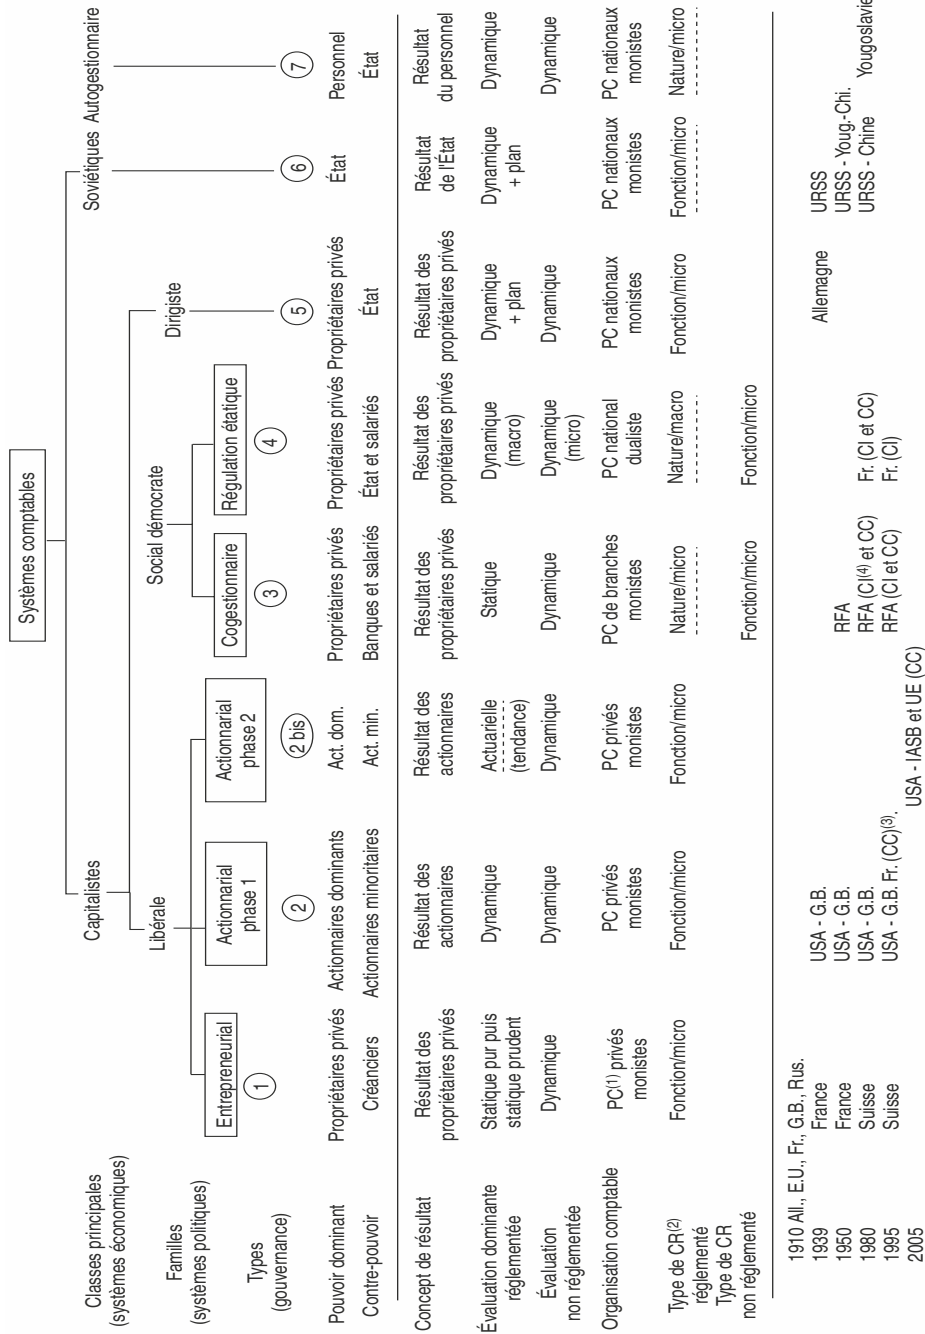 Systèmes comptables
Classes principales
(systèmes économiques)
Capitalistes
Soviétiques
Autogestionnaire
Familles
(systèmes politiques)
Libérale
Social démocrate
Dirigiste
Types
(gouvernance)
Entrepreneurial
1
Actionnarial
phase 1
2
Actionnarial
phase 2
2 bis
Cogestionnaire
3
Régulation étatique
4
5
6
7
Pouvoir dominant
Propriétaires privés
Actionnaires dominants
Act. dom.
Propriétaires privés
Propriétaires privés
Propriétaires privés
État
Personnel
Contre-pouvoir
Créanciers
Actionnaires minoritaires
Act. min.
Banques et salariés
État et salariés
État
État
Concept de résultat
Résultat des
propriétaires privés
Résultat des
actionnaires
Résultat des
actionnaires
Résultat des
propriétaires privés
Résultat des
propriétaires privés
Résultat des
propriétaires privés
Résultat
de l'État
Résultat
du personnel
Évaluation dominante
réglementée
Statique pur puis
statique prudent
Dynamique
Actuarielle
(tendance)
Statique
Dynamique
(macro)
Dynamique
+ plan
Dynamique
+ plan
Dynamique
Évaluation
non réglementée
Dynamique
Dynamique
Dynamique
Dynamique
Dynamique
(micro)
Dynamique
Dynamique
Organisation comptable
PC(1) privés
monistes
PC privés
monistes
PC privés
monistes
PC de branches
monistes
PC national
dualiste
PC nationaux
monistes
PC nationaux
monistes
PC nationaux
monistes
Type de CR(2)
réglementé
Fonction/micro
Fonction/micro
Fonction/micro
Nature/micro
Nature/macro
Fonction/micro
Fonction/micro
Nature/micro
Type de CR
non réglementé
Fonction/micro
Fonction/micro
1910 All., E.U., Fr., G.B., Rus.
1939 France USA - G.B. Allemagne URSS
1950 France USA - G.B. RFA URSS - Youg.-Chi.
1980 Suisse USA - G.B. RFA (CI(4) et CC) Fr. (CI et CC) URSS - Chine Yougoslavie
1995 Suisse USA - G.B. Fr. (CC)(3). RFA (CI et CC) Fr. (CI)
2005 USA - IASB et UE (CC)